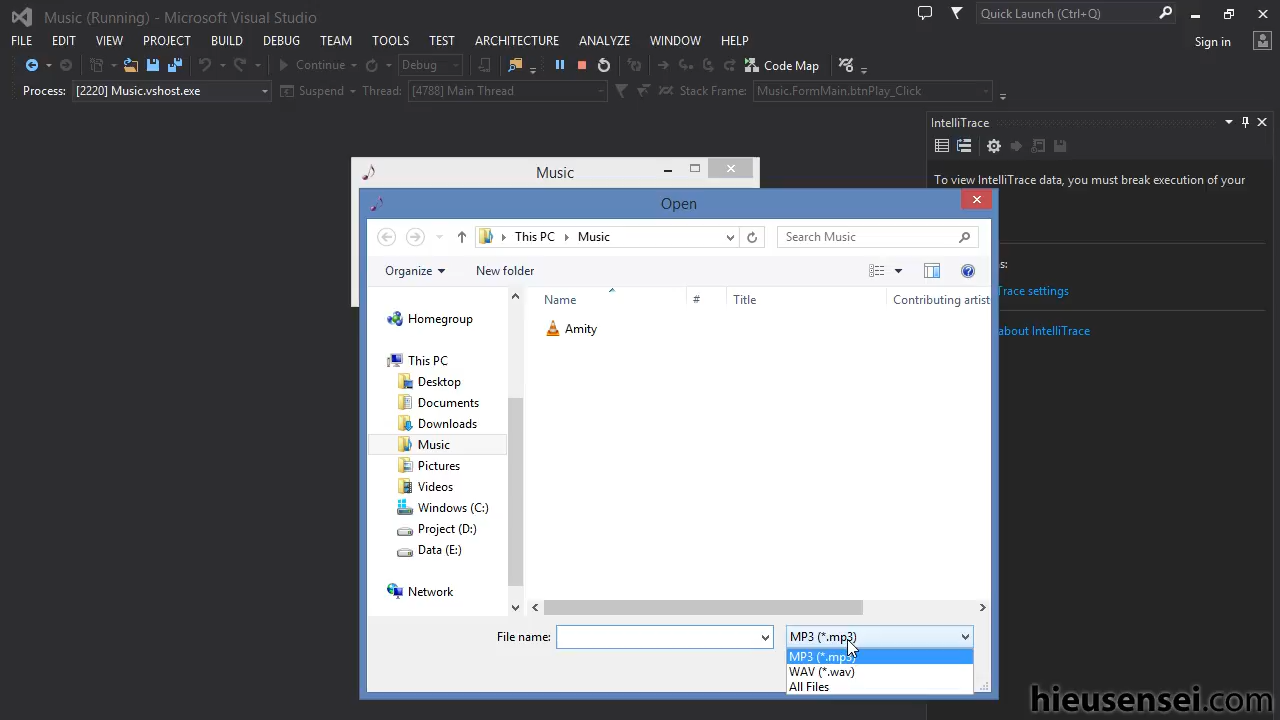 Music (Running) - Microsoft Visual Studio
Quick Launch (Ctrl+Q)
FILE EDIT VIEW PROJECT BUILD DEBUG TEAM TOOLS TEST ARCHITECTURE ANALYZE WINDOW HELP
Sign in
Continue Debug Code Map
Process: [2220] Music.vshost.exe Suspend Thread: [4788] Main Thread Stack Frame: Music.FormMain.btnPlay_Click
IntelliTrace
To view IntelliTrace data, you must break execution of your
s:
Trace settings
about IntelliTrace
Music
Open
This PC Music
Search Music
Organize New folder
Name # Title Contributing artist
Amity
Homegroup
This PC
Desktop
Documents
Downloads
Music
Pictures
Videos
Windows (C:)
Project (D:)
Data (E:)
Network
File name: MP3 (*.mp3)
MP3 (*.mp3)
WAV (*.wav)
All Files
hieusensei.com